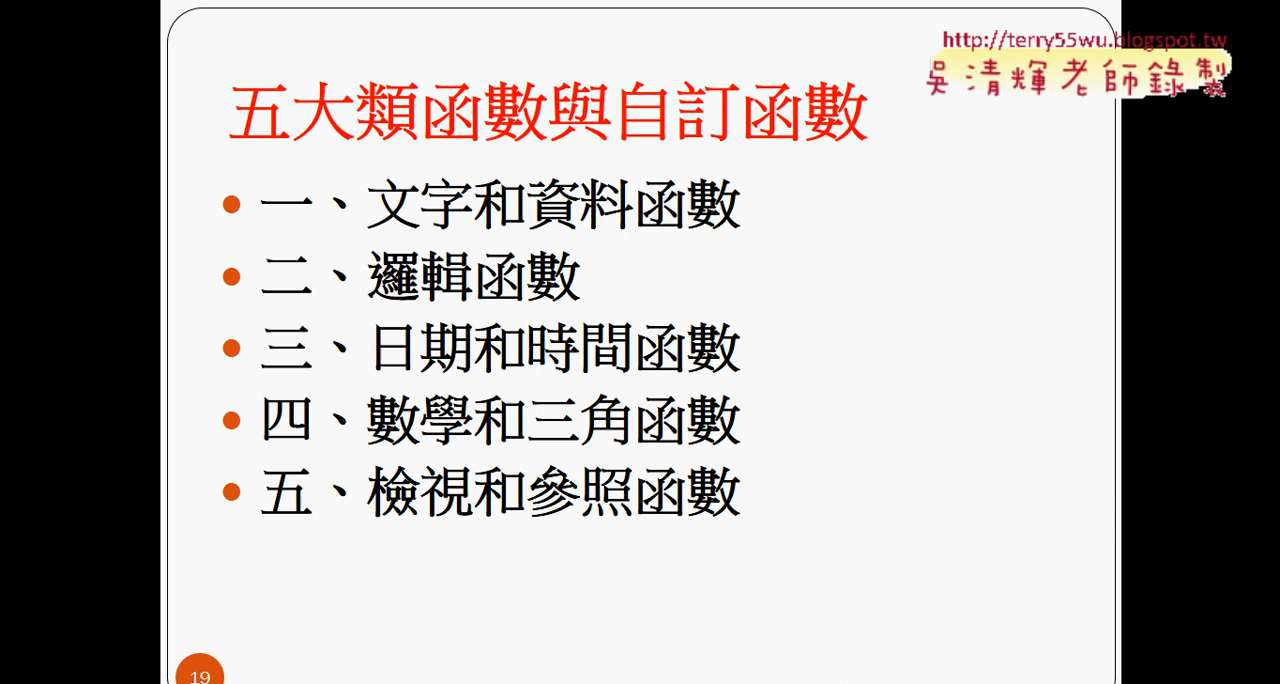 http://terry55wu.blogspot.tw
吳清輝老師錄製
五大類函數與自訂函數
一、文字和資料函數
二、邏輯函數
三、日期和時間函數
四、數學和三角函數
五、檢視和參照函數
19